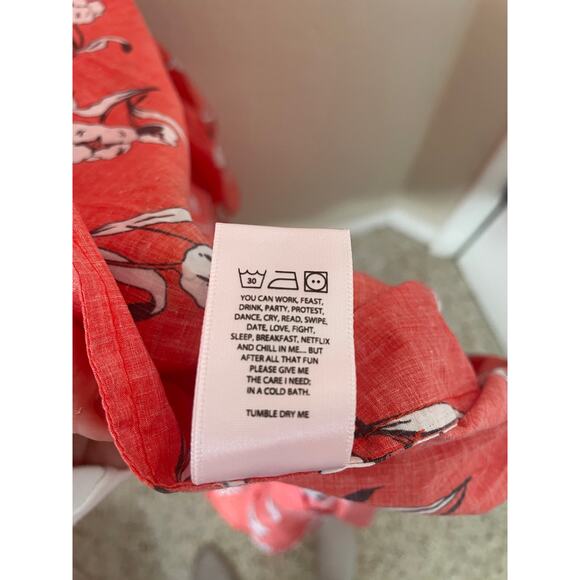 30
YOU CAN WORK, FEAST,
DRINK, PARTY, PROTEST,
DANCE, CRY, READ, SWIPE,
DATE, LOVE, FIGHT,
SLEEP, BREAKFAST, NETFLIX
AND CHILL IN ME.... BUT
AFTER ALL THAT FUN
PLEASE GIVE ME
THE CARE I NEED;
IN A COLD BATH.
TUMBLE DRY ME